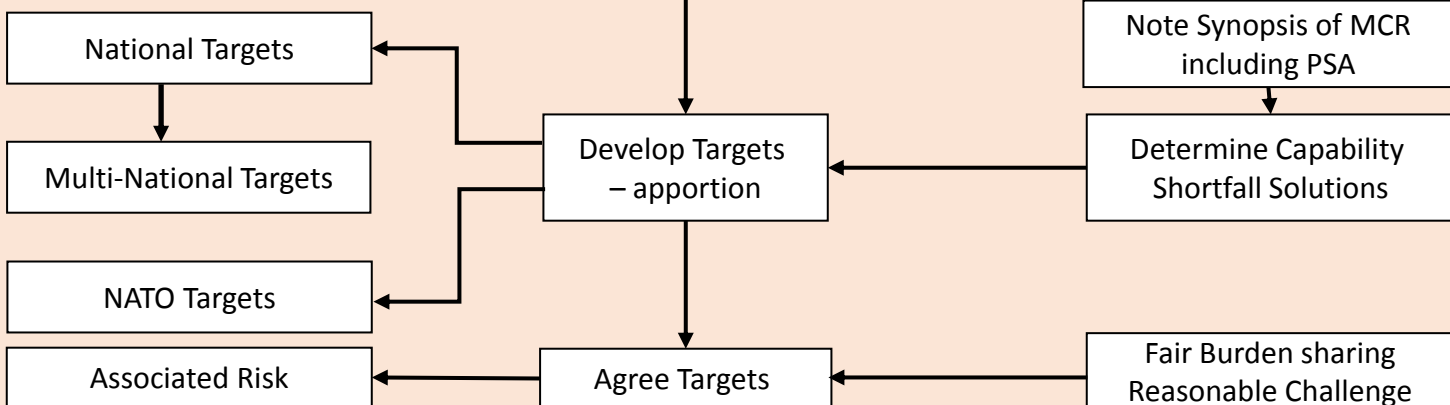 National Targets
Note Synopsis of MCR
including PSA
Multi-National Targets
Develop Targets
– apportion
Determine Capability
Shortfall Solutions
NATO Targets
Associated Risk
Agree Targets
Fair Burden sharing
Reasonable Challenge